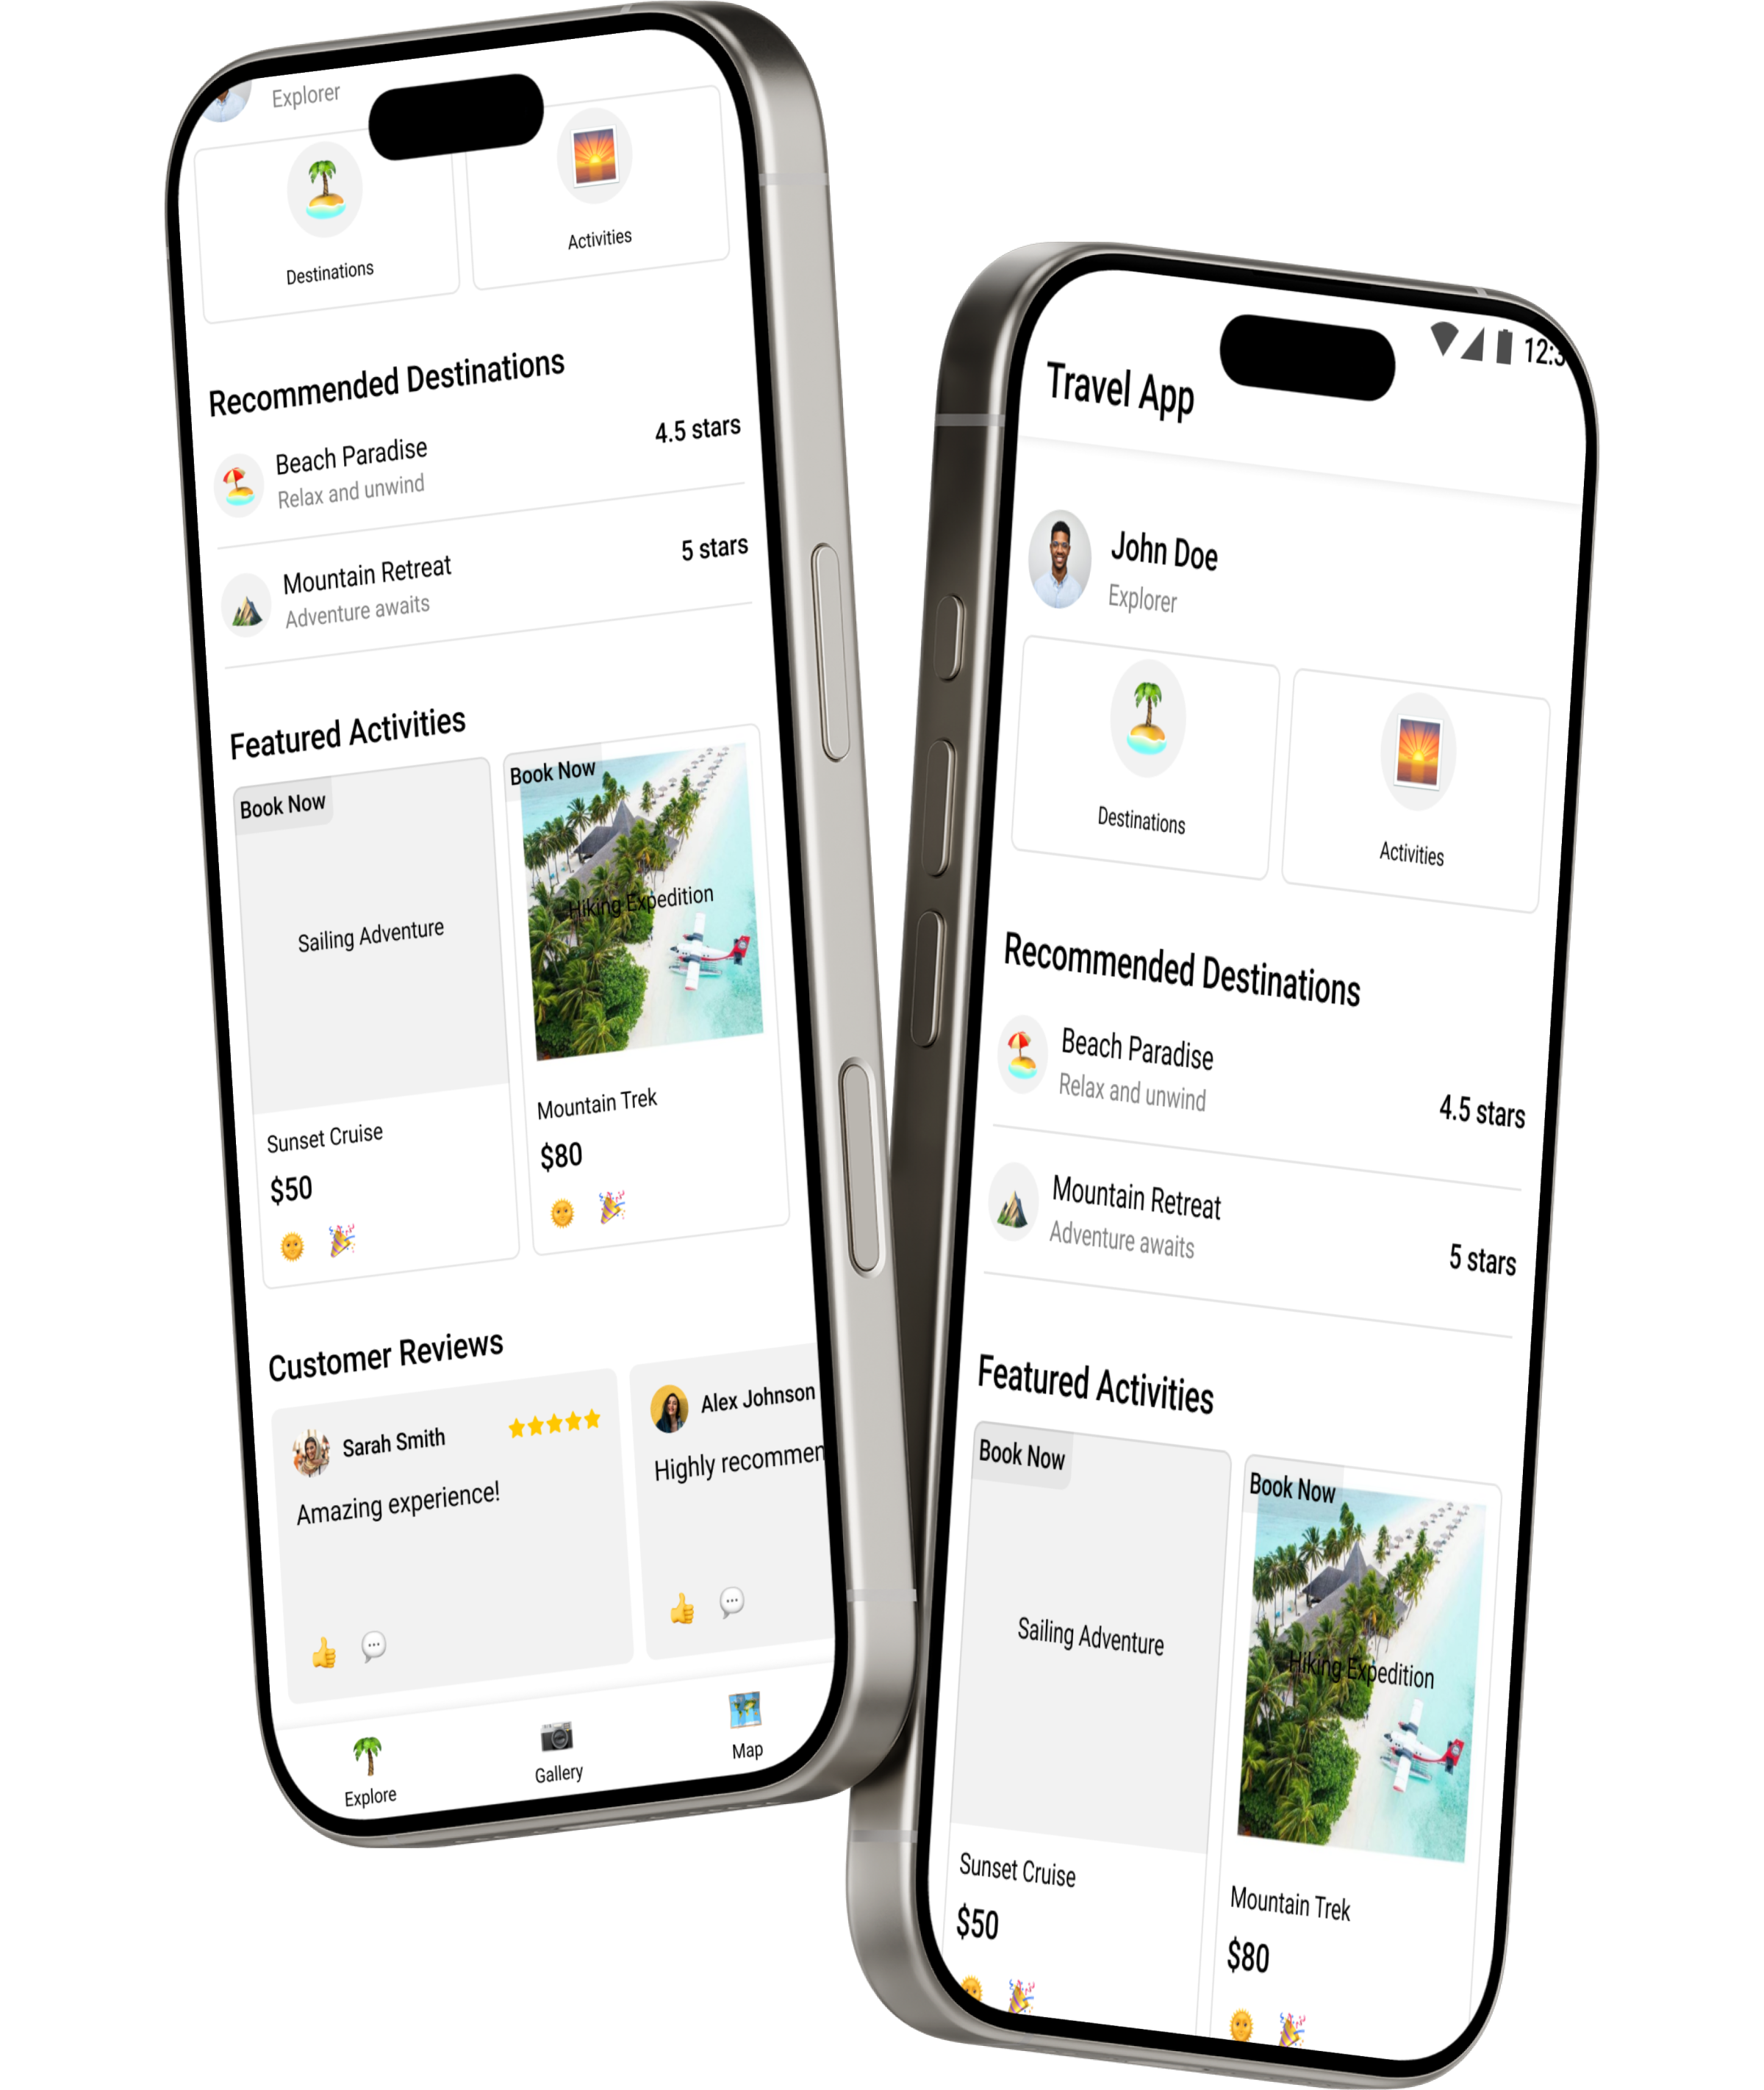 Explorer
Destinations
Activities
Recommended Destinations
Beach Paradise
Relax and unwind
4.5 stars
Mountain Retreat
Adventure awaits
5 stars
Featured Activities
Book Now
Sailing Adventure
Sunset Cruise
$50
Book Now
Hiking Expedition
Mountain Trek
$80
Customer Reviews
Sarah Smith
Amazing experience!
Alex Johnson
Highly recommen
Explore
Gallery
Map
12:3
Travel App
John Doe
Explorer
Destinations
Activities
Recommended Destinations
Beach Paradise
Relax and unwind
4.5 stars
Mountain Retreat
Adventure awaits
5 stars
Featured Activities
Book Now
Sailing Adventure
Sunset Cruise
$50
Book Now
Hiking Expedition
Mountain Trek
$80